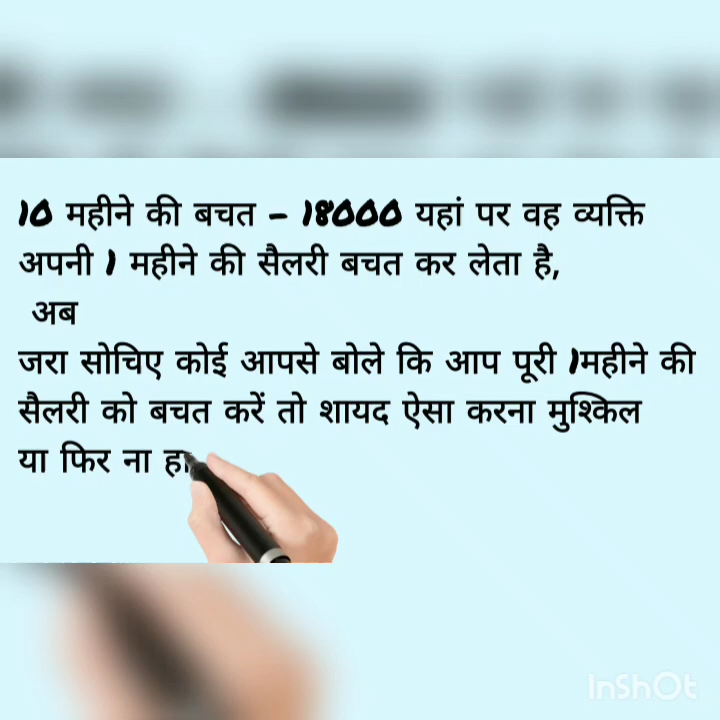 10 महीने की बचत - 18000 यहां पर वह व्यक्ति
अपनी 1 महीने की सैलरी बचत कर लेता है,
अब
जरा सोचिए कोई आपसे बोले कि आप पूरी 1महीने की
सैलरी को बचत करें तो शायद ऐसा करना मुश्किल
या फिर ना
InShOt